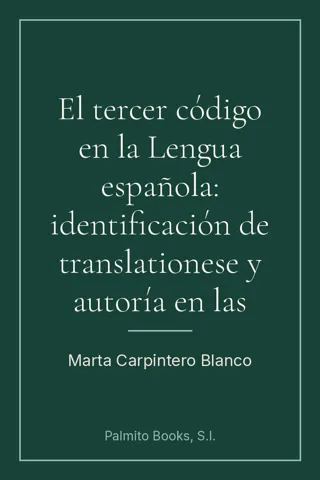 El tercer código
en la Lengua
española:
identificación de
translationese y
autoría en las
Marta Carpintero Blanco
Palmito Books, S.l.